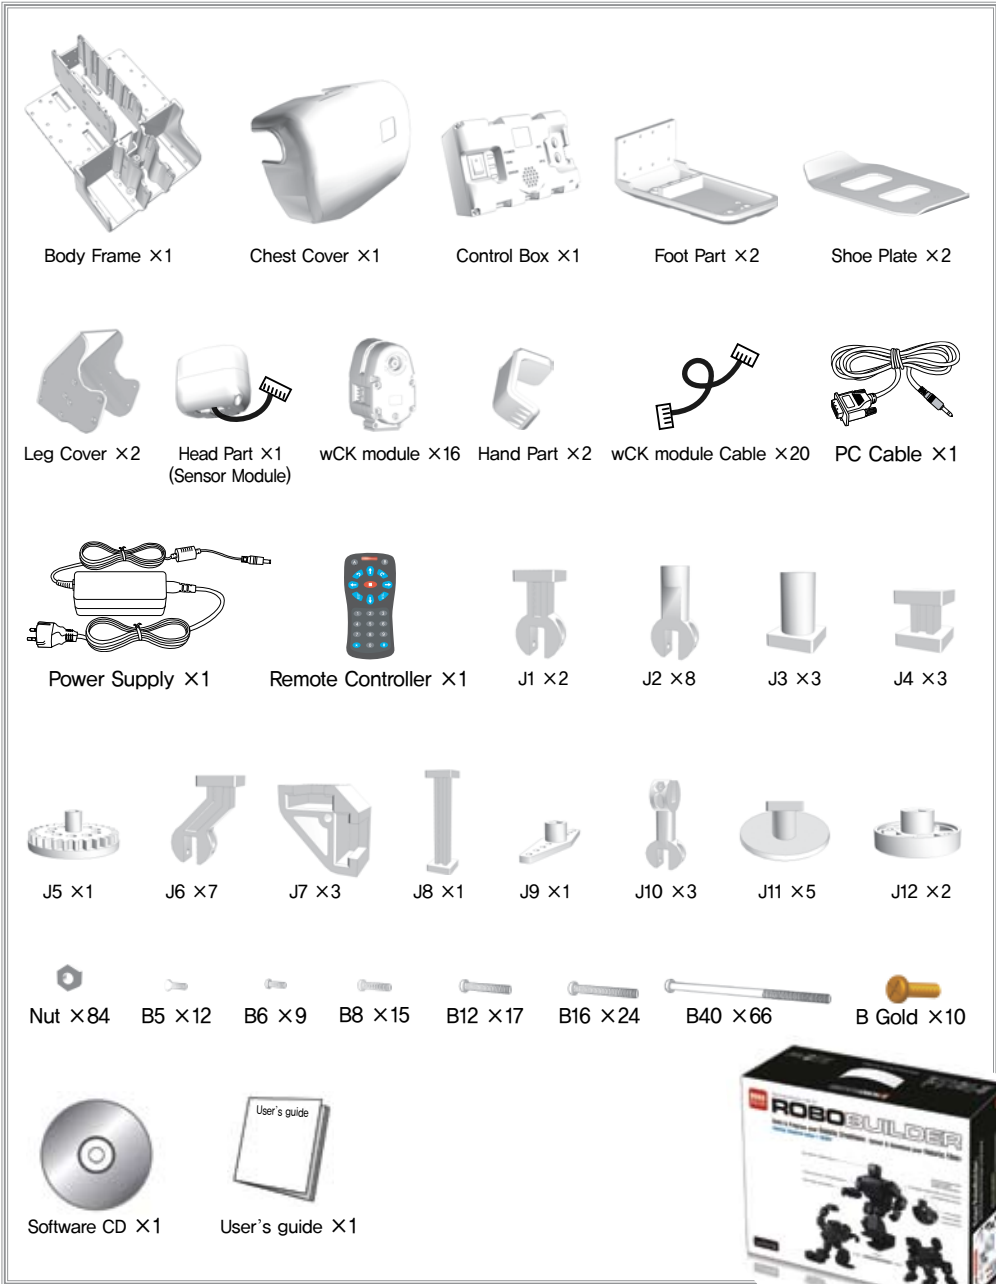 Body Frame ×1
Chest Cover ×1
Control Box ×1
Foot Part ×2
Shoe Plate ×2
Leg Cover ×2
Head Part ×1
(Sensor Module)
wCK module ×16
Hand Part ×2
wCK module Cable ×20
PC Cable ×1
Power Supply ×1
Remote Controller ×1
J1 ×2
J2 ×8
J3 ×3
J4 ×3
J5 ×1
J6 ×7
J7 ×3
J8 ×1
J9 ×1
J10 ×3
J11 ×5
J12 ×2
Nut ×84
B5 ×12
B6 ×9
B8 ×15
B12 ×17
B16 ×24
B40 ×66
B Gold ×10
User's guide
ROBOBUILDER
Software CD ×1
User's guide ×1